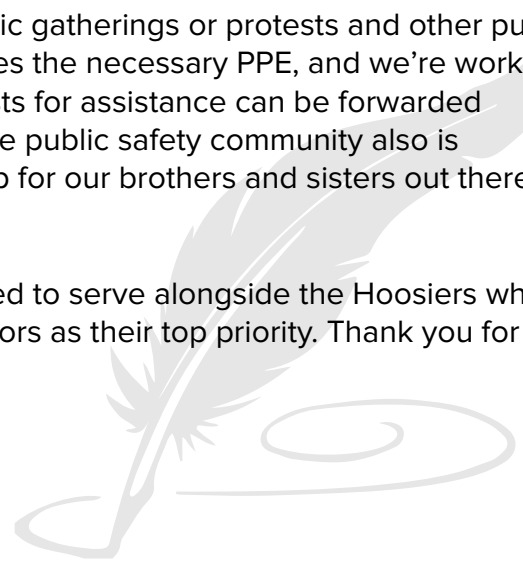 ic gatherings or protests and other pu
es the necessary PPE, and we’re work
sts for assistance can be forwarded
e public safety community also is
o for our brothers and sisters out there
ed to serve alongside the Hoosiers wh
ors as their top priority. Thank you for